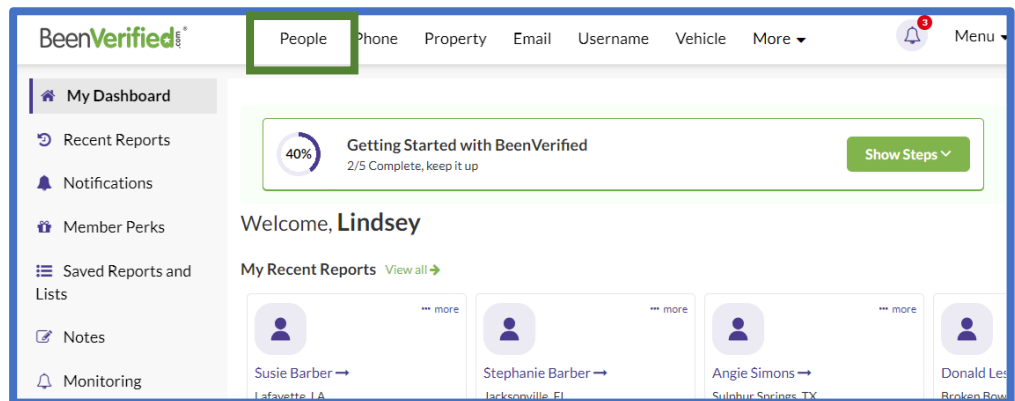 BeenVerified.com®
People Phone Property Email Username Vehicle More
3
Menu
My Dashboard
Recent Reports
Notifications
Member Perks
Saved Reports and
Lists
Notes
Monitoring
40%
Getting Started with BeenVerified
2/5 Complete, keep it up
Show Steps
Welcome, Lindsey
My Recent Reports View all
more
Susie Barber
Lafayette, LA
more
Stephanie Barber
Jacksonville, FL
more
Angie Simons
Sulphur Springs, TX
Donald Les
Broken Bow